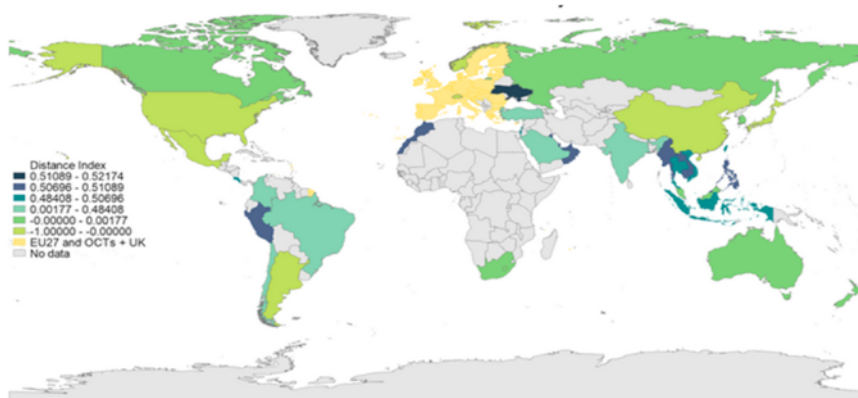 Distance Index
0.51089 - 0.52174
0.50696 - 0.51089
0.48408 - 0.50696
0.00177 - 0.48408
-0.00000 - 0.00177
-1.00000 - -0.00000
EU27 and OCTs + UK
No data